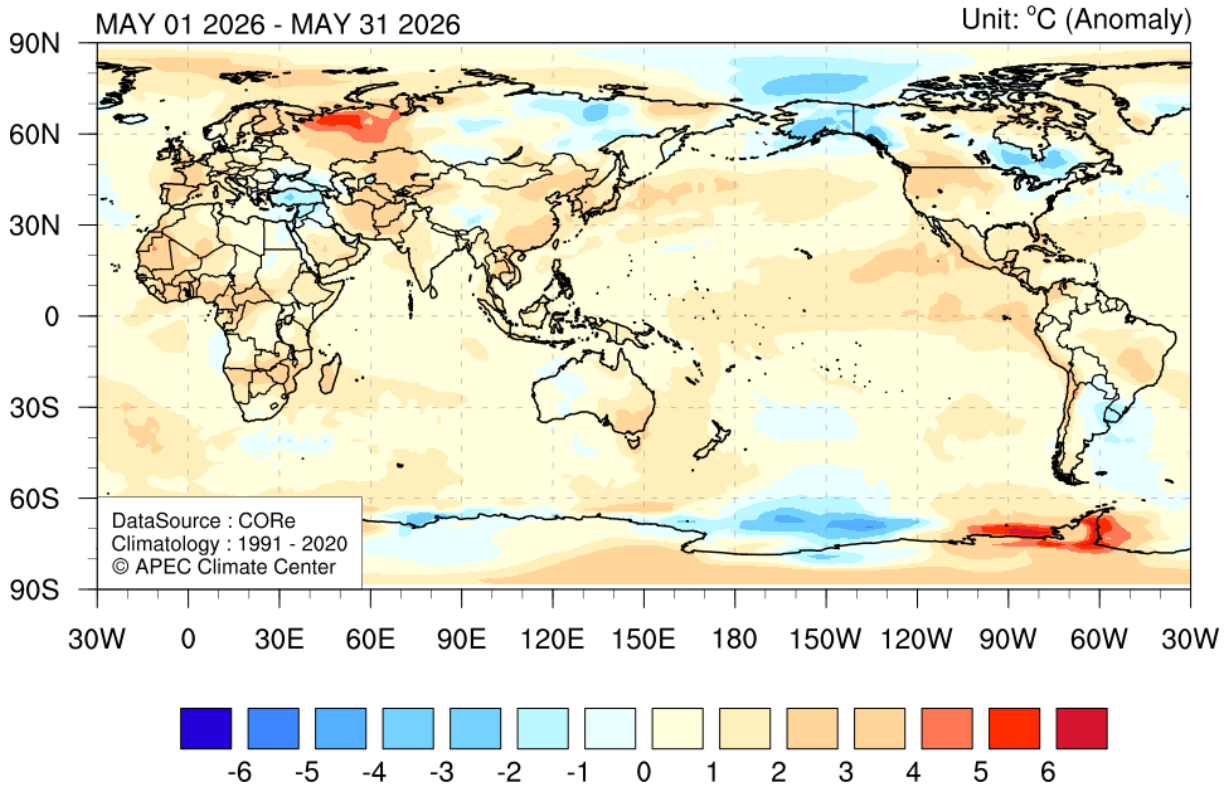 MAY 01 2026 - MAY 31 2026
Unit: °C (Anomaly)
90N
60N
30N
0
30S
60S
90S
DataSource : CORe
Climatology : 1991 - 2020
© APEC Climate Center
30W 0 30E 60E 90E 120E 150E 180 150W 120W 90W 60W 30W
-6 -5 -4 -3 -2 -1 0 1 2 3 4 5 6